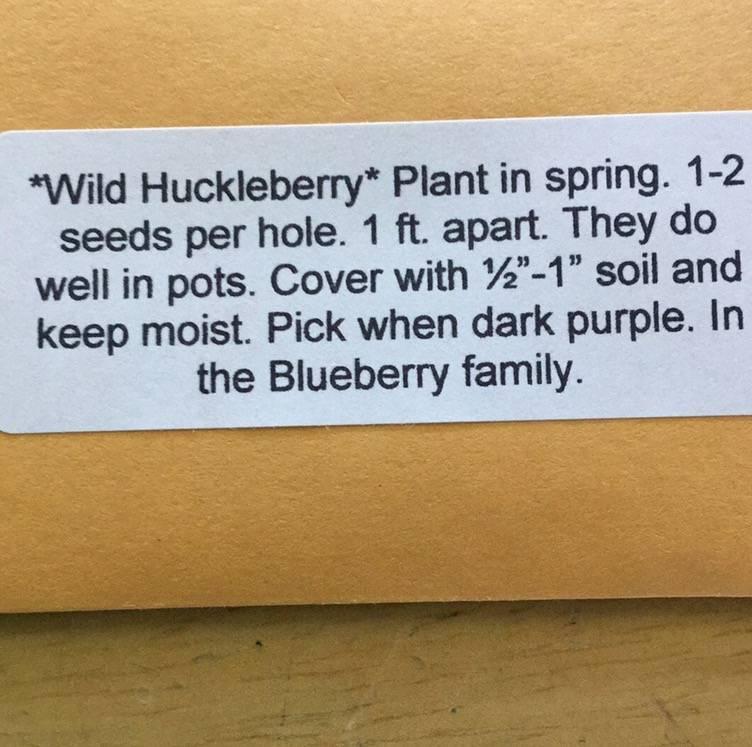 *Wild Huckleberry* Plant in spring. 1-2
seeds per hole. 1 ft. apart. They do
well in pots. Cover with ½”-1” soil and
keep moist. Pick when dark purple. In
the Blueberry family.